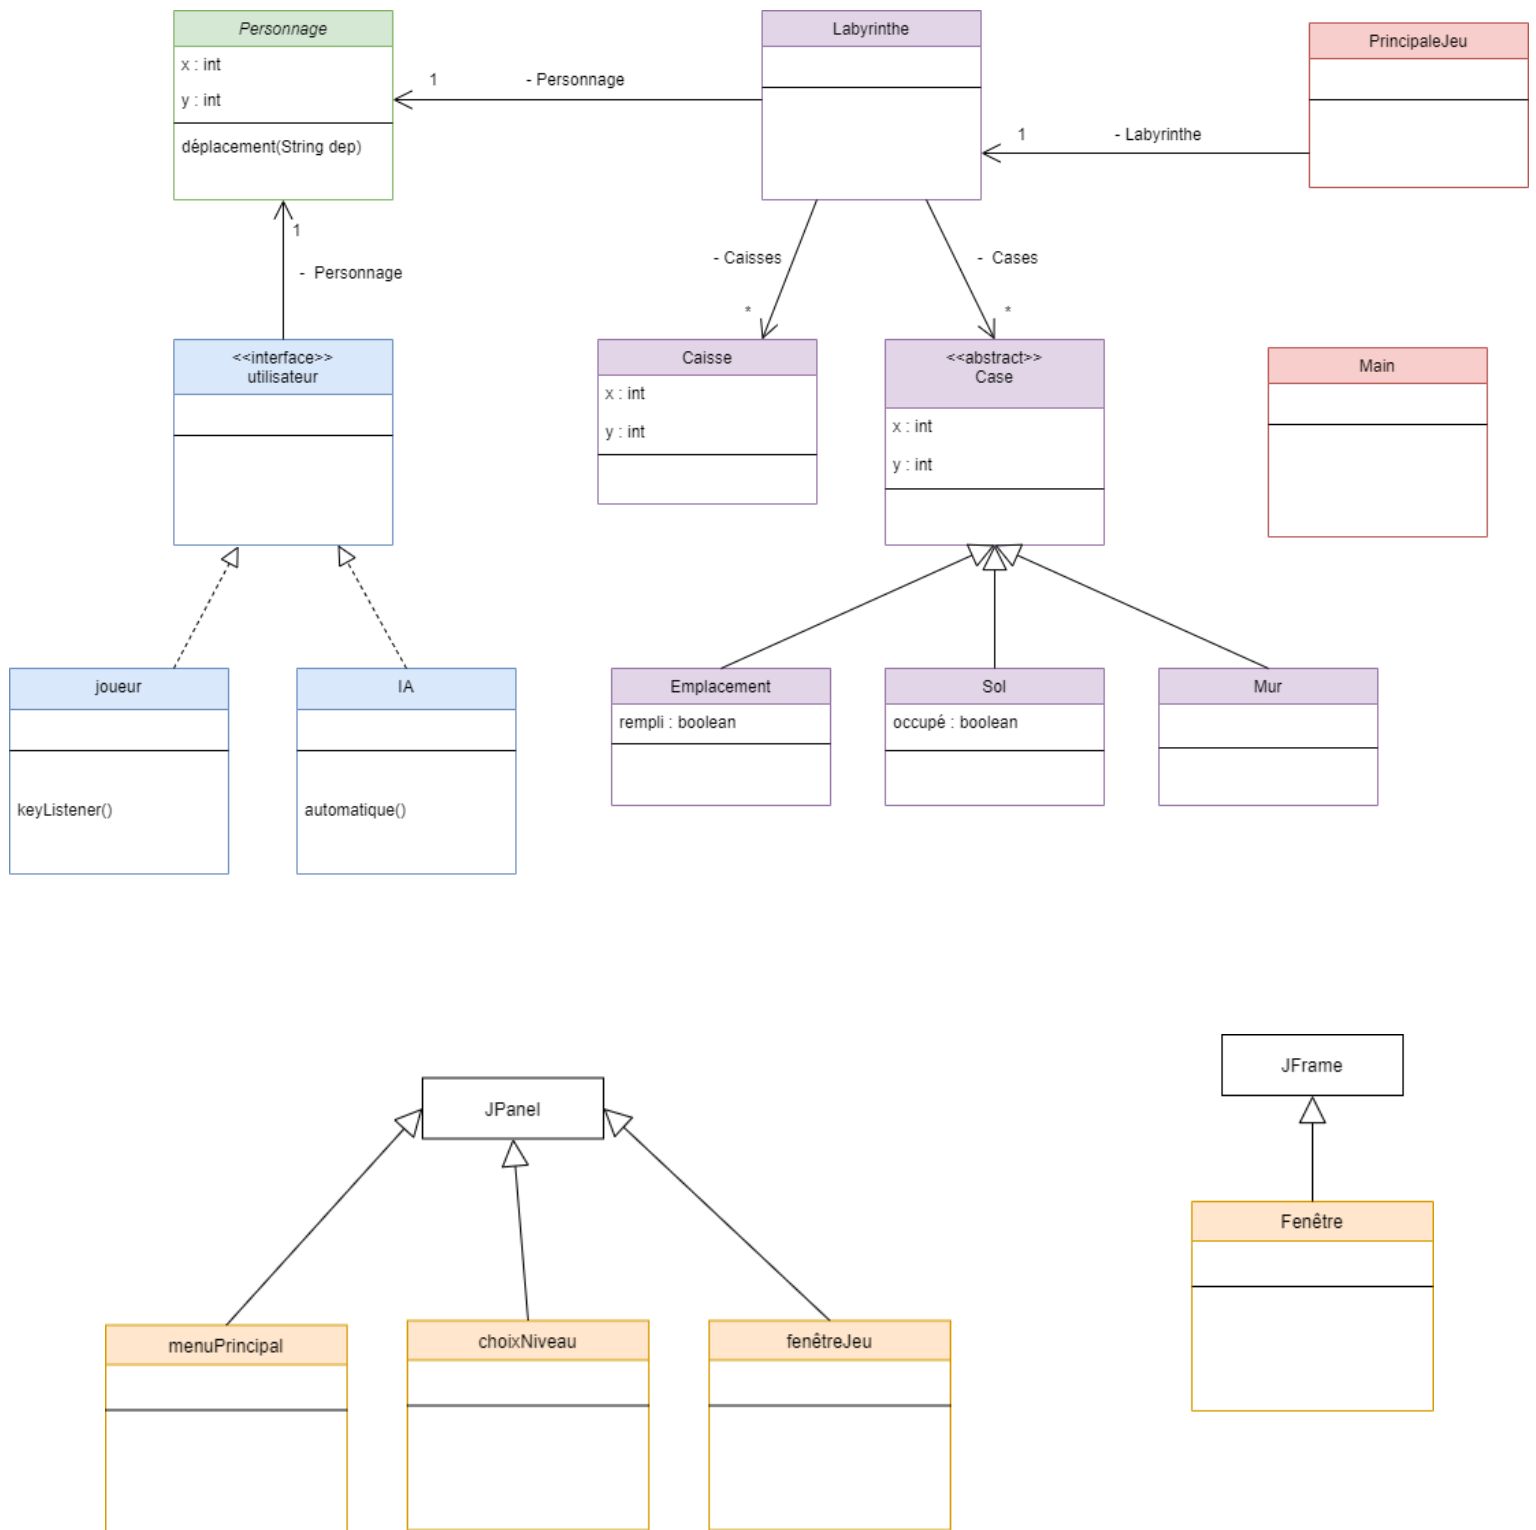 Personnage
x : int
y : int
déplacement(String dep)
1
- Personnage
Labyrinthe
1
- Labyrinthe
PrincipaleJeu
1
- Personnage
- Caisses
*
- Cases
*
<<interface>>
utilisateur
Caisse
x : int
y : int
<<abstract>>
Case
x : int
y : int
Main
joueur
keyListener()
IA
automatique()
Emplacement
rempli : boolean
Sol
occupé : boolean
Mur
JPanel
JFrame
Fenêtre
menuPrincipal
choixNiveau
fenêtreJeu